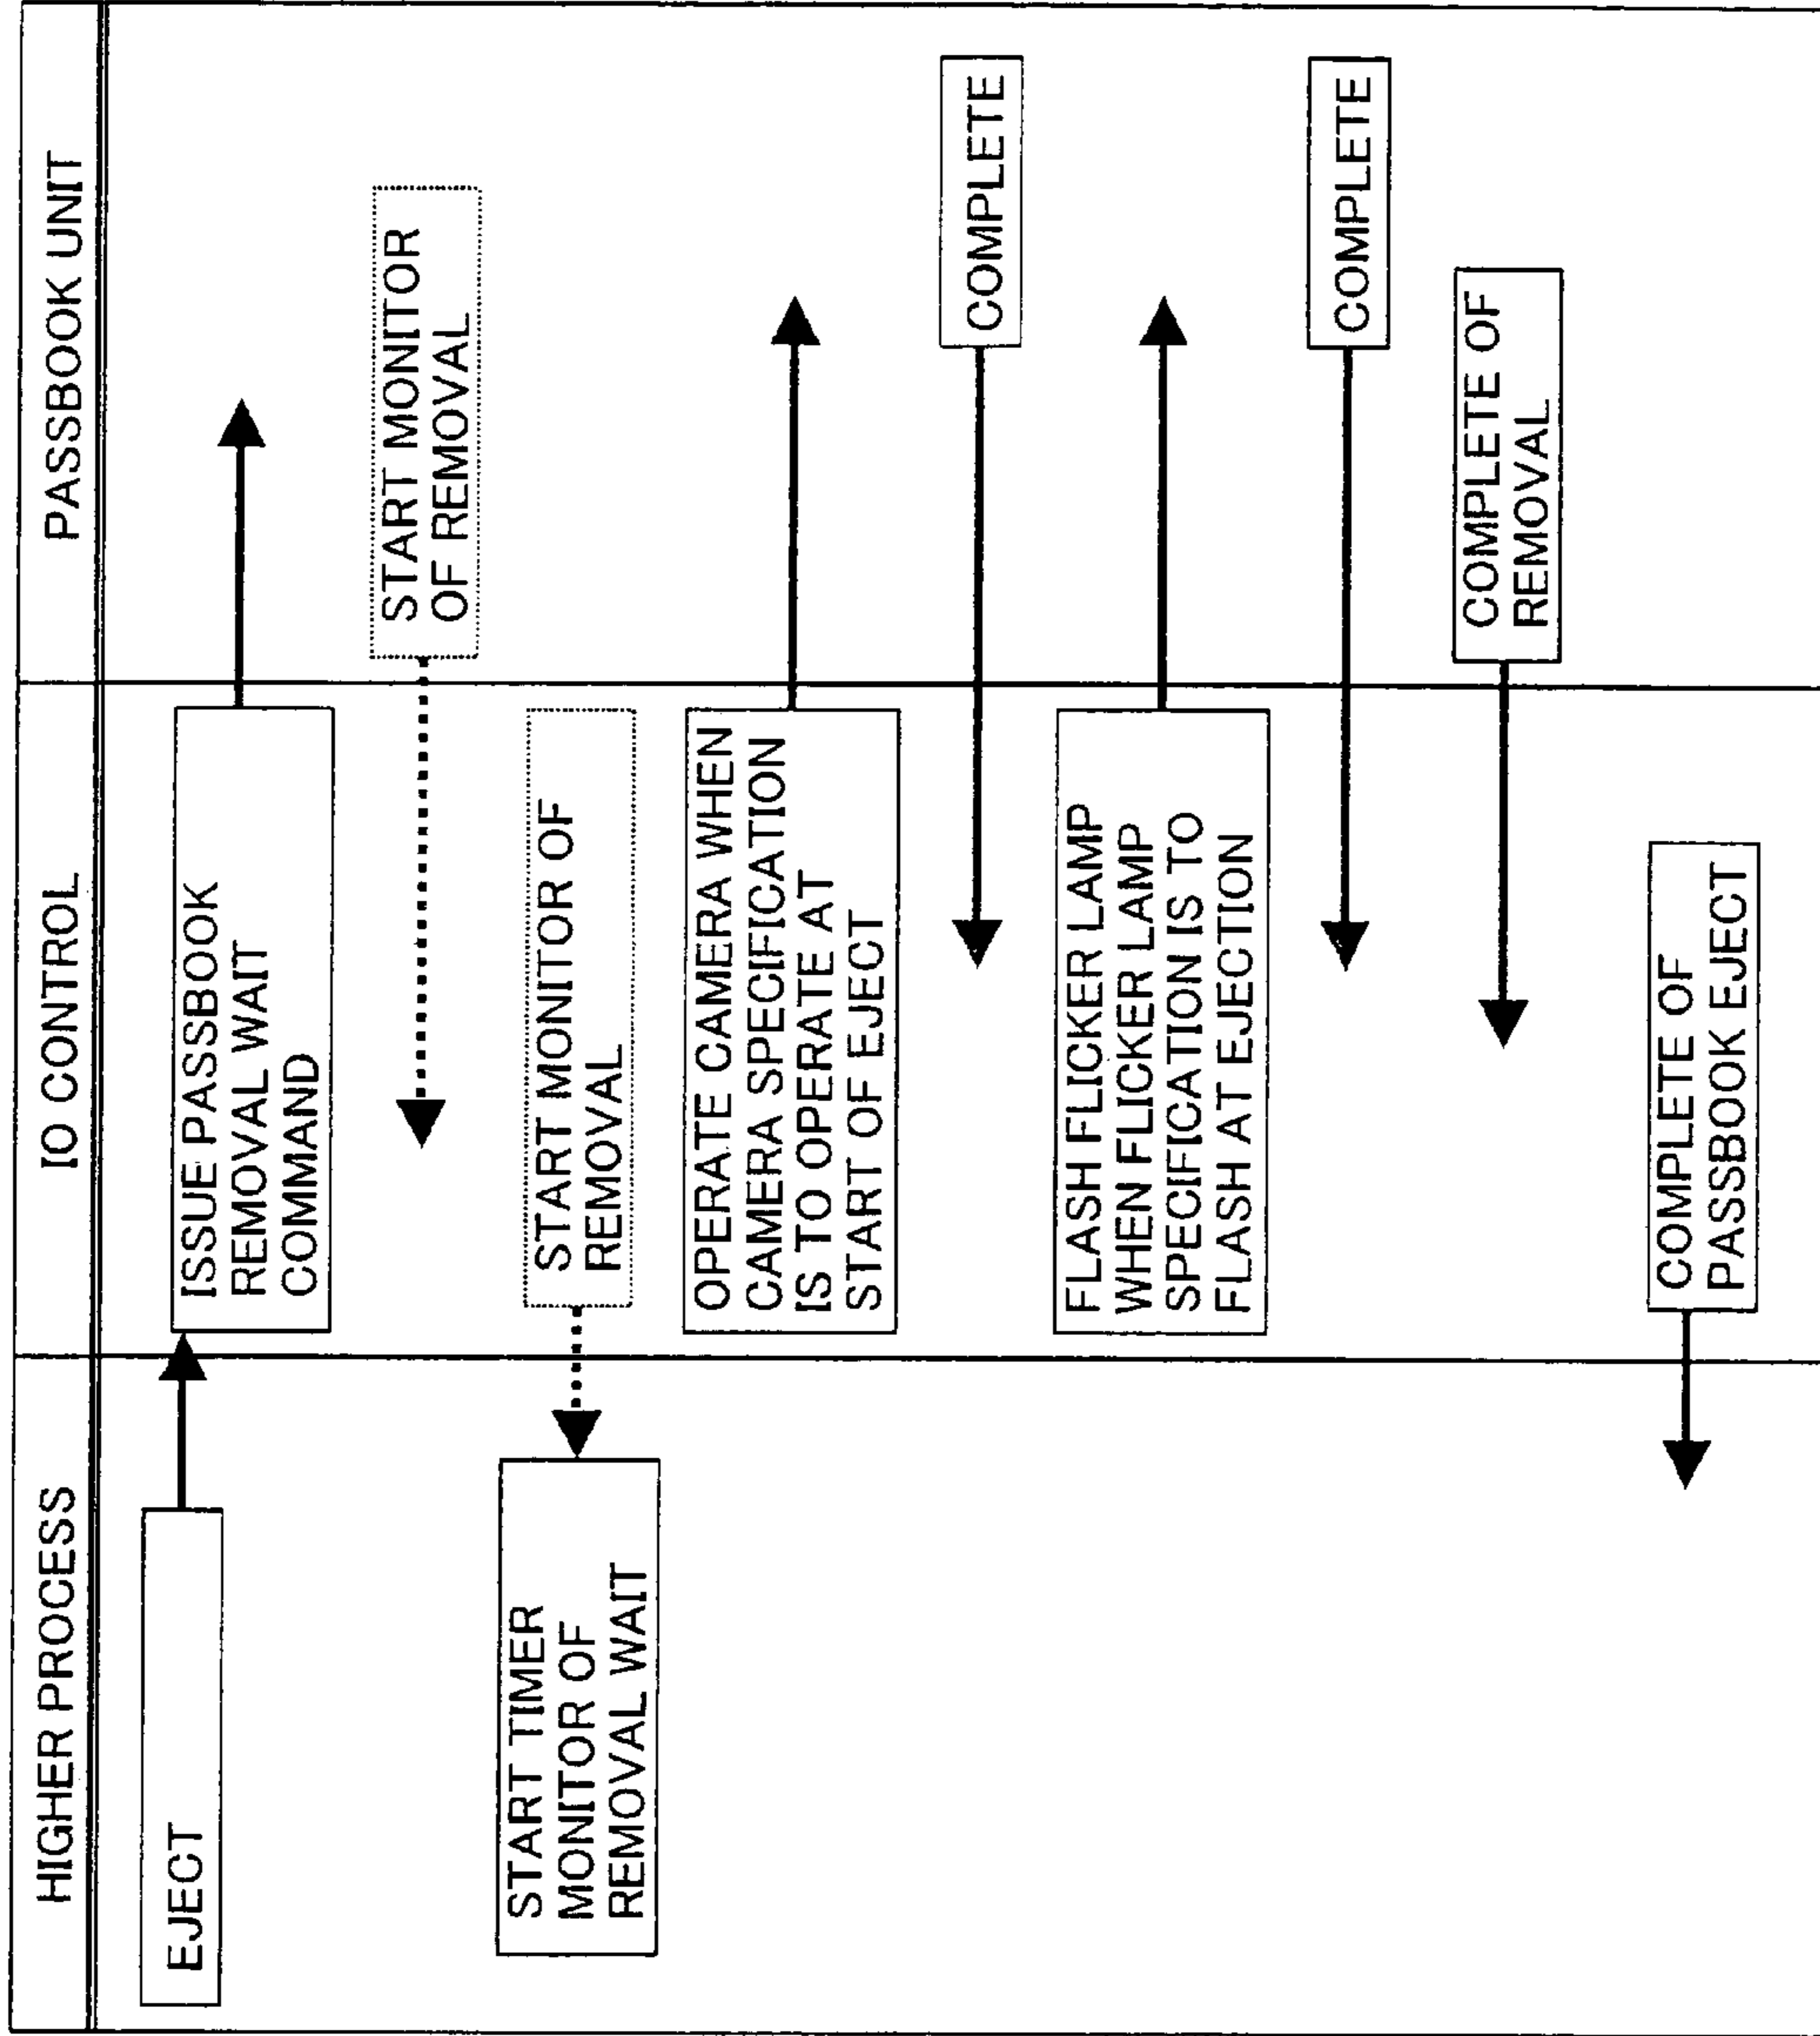 HIGHER PROCESS
IO CONTROL
PASSBOOK UNIT
EJECT
ISSUE PASSBOOK
REMOVAL WAIT
COMMAND
START MONITOR
OF REMOVAL
START MONITOR OF
REMOVAL
START TIMER
MONITOR OF
REMOVAL WAIT
OPERATE CAMERA WHEN
CAMERA SPECIFICATION
IS TO OPERATE AT
START OF EJECT
COMPLETE
FLASH FLICKER LAMP
WHEN FLICKER LAMP
SPECIFICATION IS TO
FLASH AT EJECTION
COMPLETE
COMPLETE OF
REMOVAL
COMPLETE OF
PASSBOOK EJECT